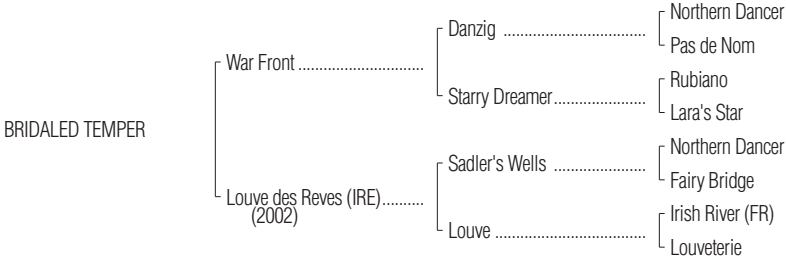 Northern Dancer
Danzig ..................................
Pas de Nom
War Front ..............................
Rubiano
Starry Dreamer......................
Lara's Star
BRIDALED TEMPER
Northern Dancer
Sadler's Wells ......................
Fairy Bridge
Louve des Reves (IRE)..........
(2002)
Irish River (FR)
Louve ....................................
Louveterie